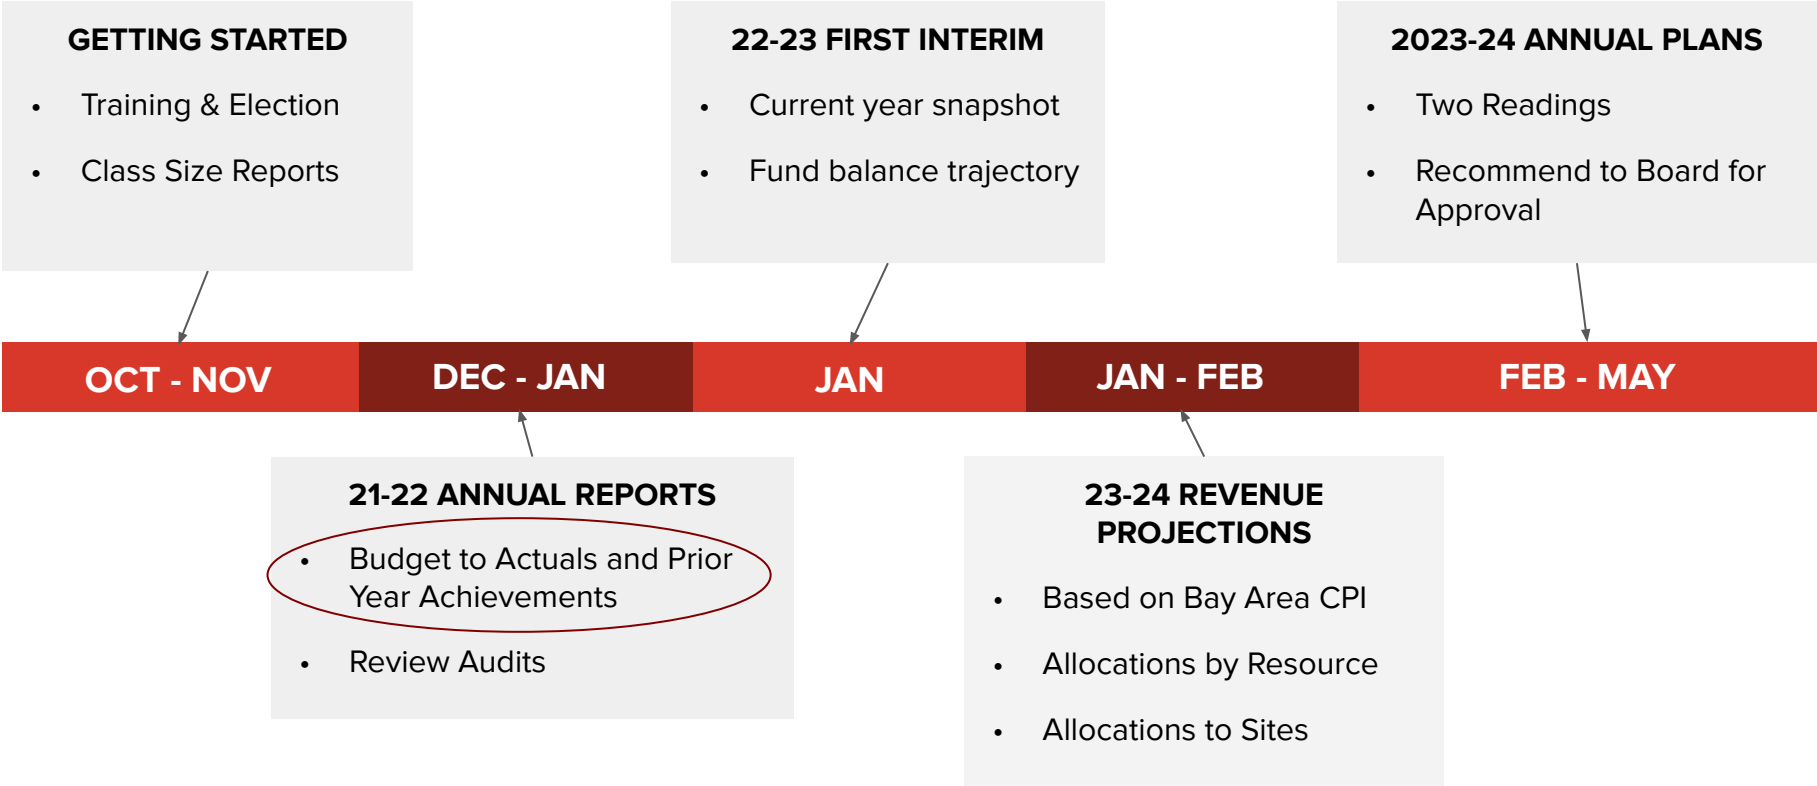 GETTING STARTED
• Training & Election
• Class Size Reports
22-23 FIRST INTERIM
• Current year snapshot
• Fund balance trajectory
2023-24 ANNUAL PLANS
• Two Readings
• Recommend to Board for
Approval
OCT - NOV
DEC - JAN
JAN
JAN - FEB
FEB - MAY
21-22 ANNUAL REPORTS
• Budget to Actuals and Prior
Year Achievements
• Review Audits
23-24 REVENUE
PROJECTIONS
• Based on Bay Area CPI
• Allocations by Resource
• Allocations to Sites